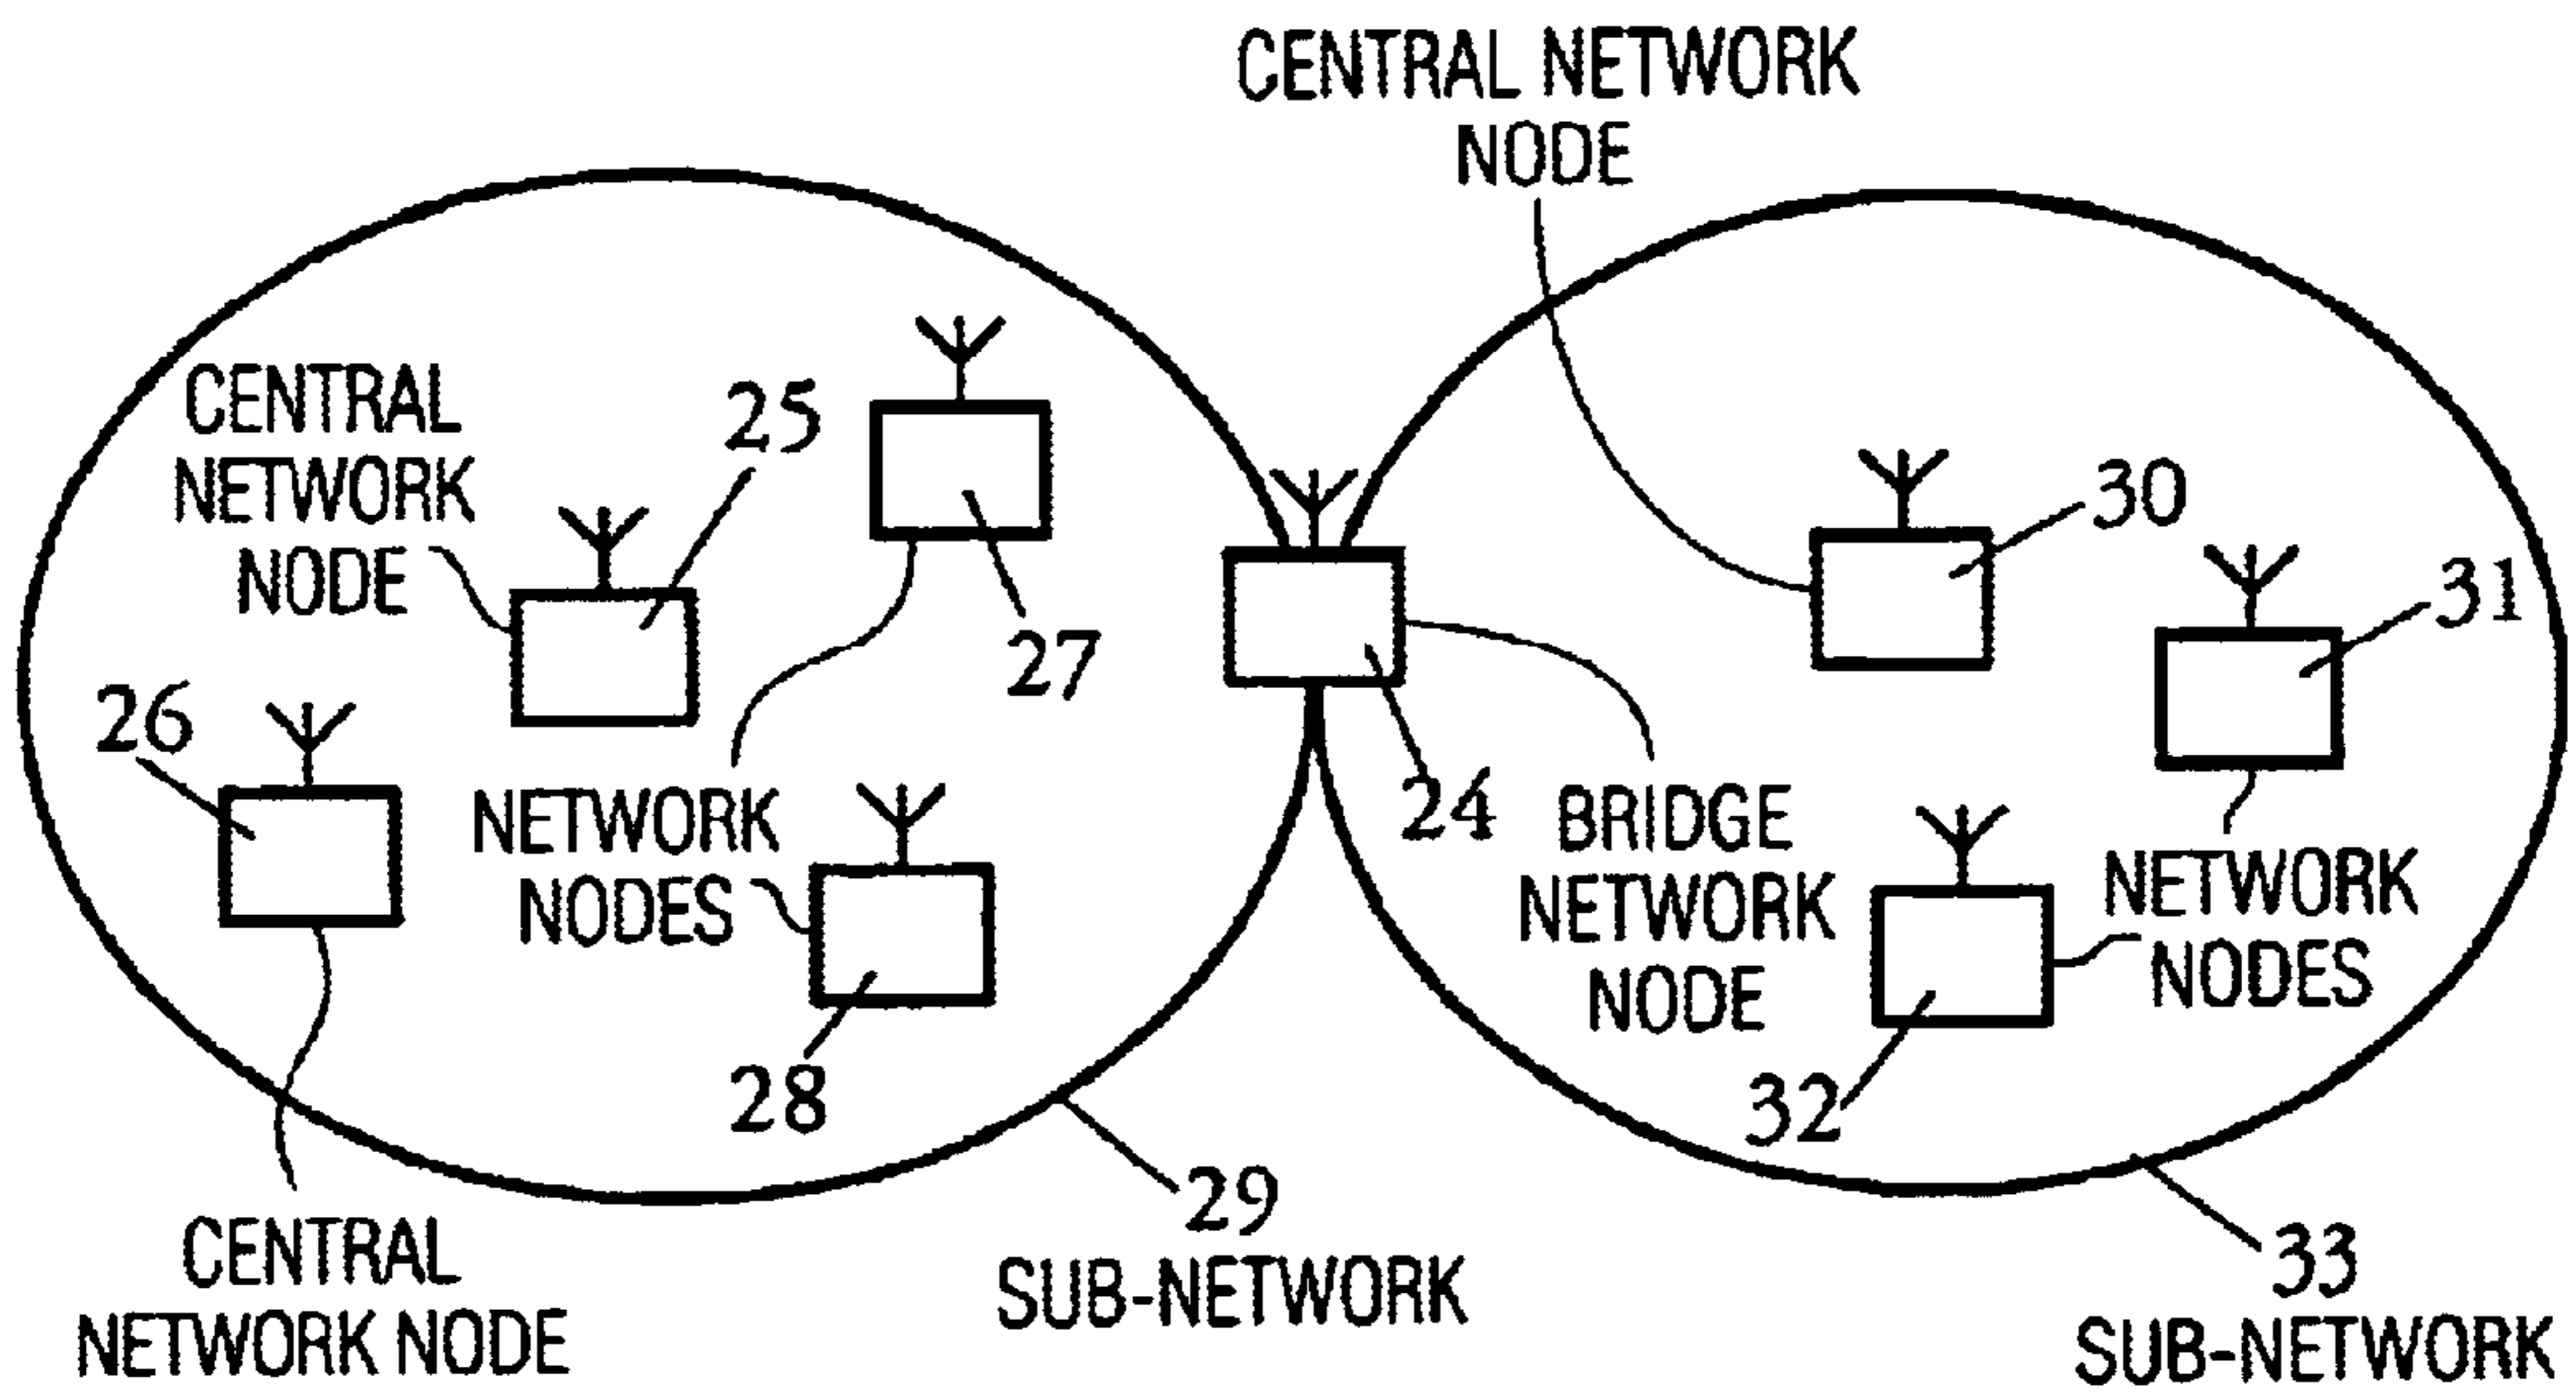 CENTRAL NETWORK
NODE
CENTRAL
NETWORK
NODE
25
27
26
NETWORK
NODES
28
CENTRAL
NETWORK NODE
29
SUB-NETWORK
24
BRIDGE
NETWORK
NODE
30
31
NETWORK
NODES
32
33
SUB-NETWORK